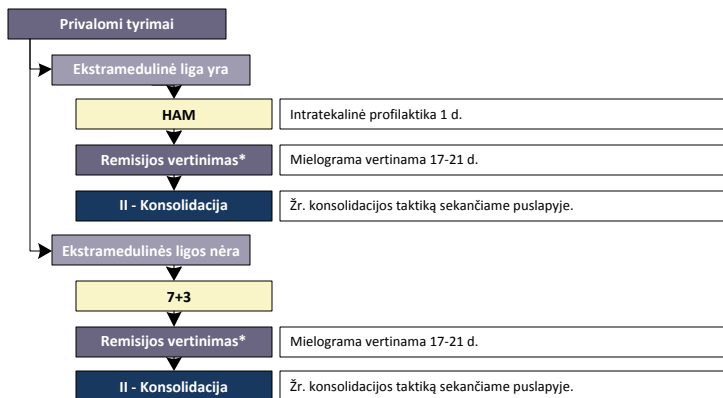 Privalomi tyrimai
Ekstramedulinė liga yra
HAM
Intratekalinė profilaktika 1 d.
Remisijos vertinimas*
Mielograma vertinama 17-21 d.
II - Konsolidacija
Žr. konsolidacijos taktiką sekančiame puslapyje.
Ekstramedulinės ligos nėra
7+3
Remisijos vertinimas*
Mielograma vertinama 17-21 d.
II - Konsolidacija
Žr. konsolidacijos taktiką sekančiame puslapyje.